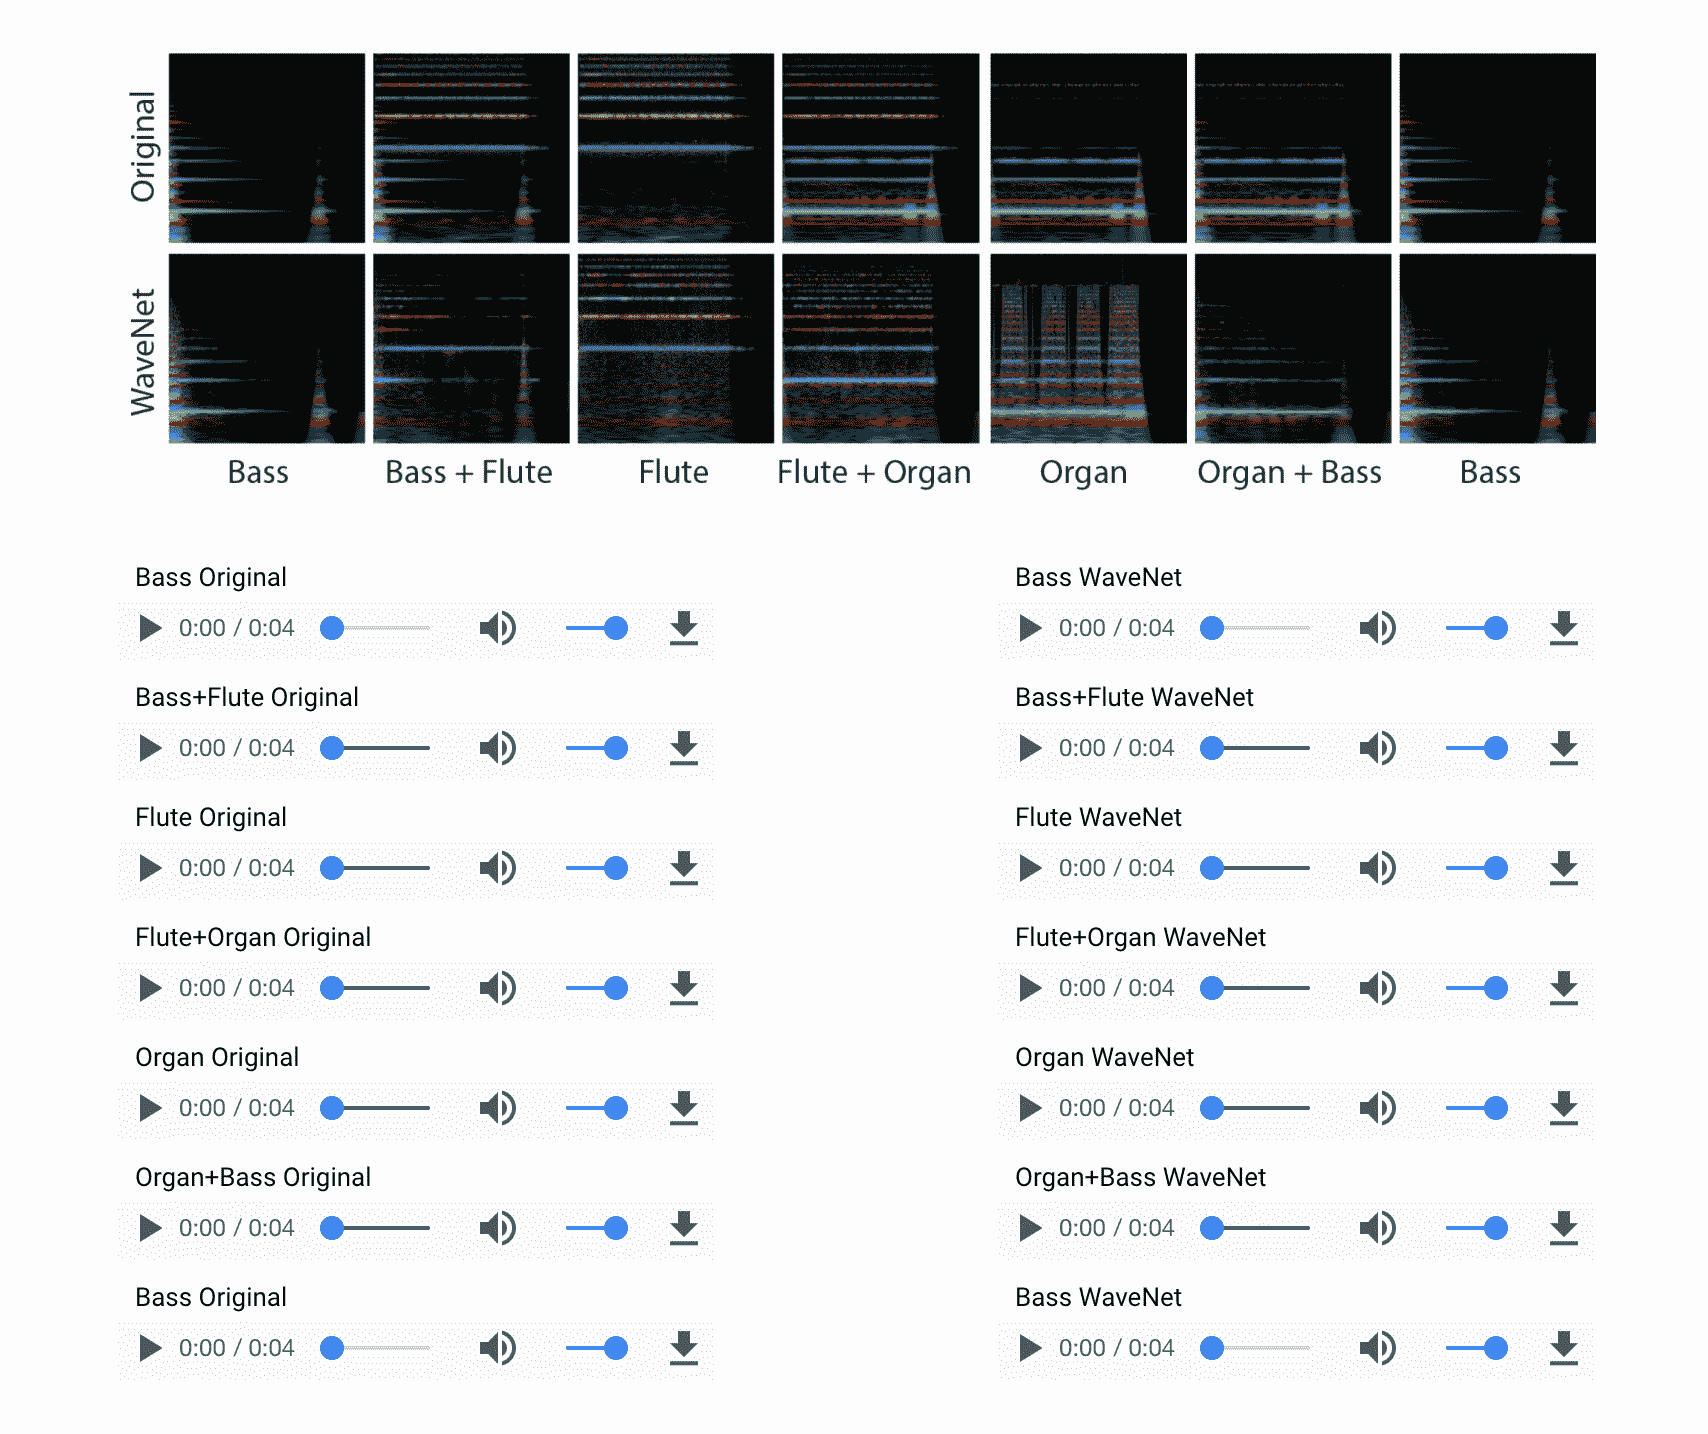 Original
WaveNet
Bass
Bass + Flute
Flute
Flute + Organ
Organ
Organ + Bass
Bass
Bass Original
0:00 / 0:04
Bass WaveNet
0:00 / 0:04
Bass+Flute Original
0:00 / 0:04
Bass+Flute WaveNet
0:00 / 0:04
Flute Original
0:00 / 0:04
Flute WaveNet
0:00 / 0:04
Flute+Organ Original
0:00 / 0:04
Flute+Organ WaveNet
0:00 / 0:04
Organ Original
0:00 / 0:04
Organ WaveNet
0:00 / 0:04
Organ+Bass Original
0:00 / 0:04
Organ+Bass WaveNet
0:00 / 0:04
Bass Original
0:00 / 0:04
Bass WaveNet
0:00 / 0:04